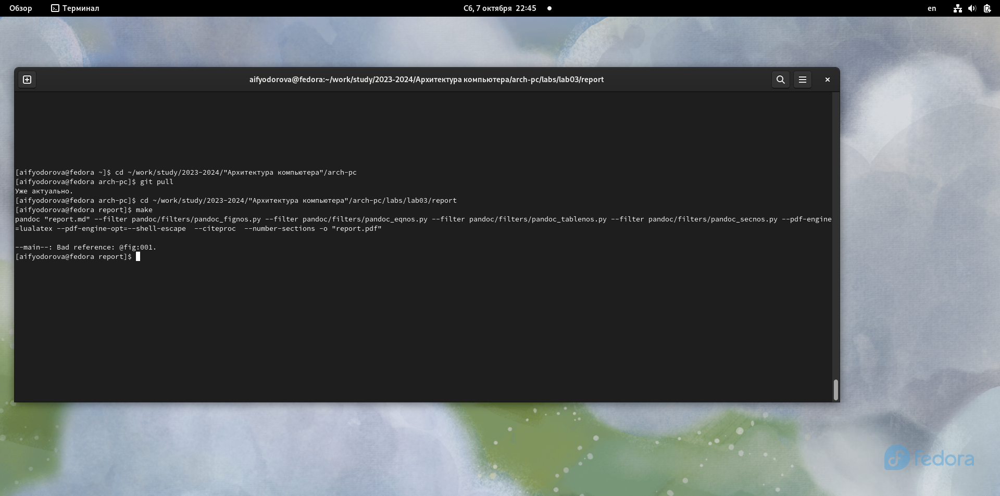 Обзор
Терминал
Сб, 7 октября 22:45
en
aifyodorova@fedora:~/work/study/2023-2024/Архитектура компьютера/arch-pc/labs/lab03/report
[aifyodorova@fedora ~]$ cd ~/work/study/2023-2024/"Архитектура компьютера"/arch-pc
[aifyodorova@fedora arch-pc]$ git pull
Уже актуально.
[aifyodorova@fedora arch-pc]$ cd ~/work/study/2023-2024/"Архитектура компьютера"/arch-pc/labs/lab03/report
[aifyodorova@fedora report]$ make
pandoc "report.md" --filter pandoc/filters/pandoc_fignos.py --filter pandoc/filters/pandoc_eqnos.py --filter pandoc/filters/pandoc_tablenos.py --filter pandoc/filters/pandoc_secnos.py --pdf-engine
=lualatex --pdf-engine-opt=--shell-escape  --citeproc  --number-sections -o "report.pdf"
--main--: Bad reference: @fig:001.
[aifyodorova@fedora report]$
fedora